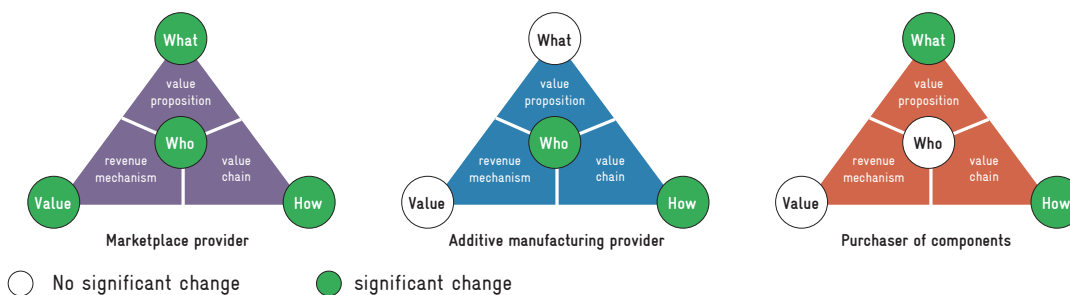 What
value
proposition
Who
revenue
mechanism
value
chain
Value
How
Marketplace provider
What
value
proposition
Who
revenue
mechanism
value
chain
Value
How
Additive manufacturing provider
What
value
proposition
Who
revenue
mechanism
value
chain
Value
How
Purchaser of components
No significant change
significant change